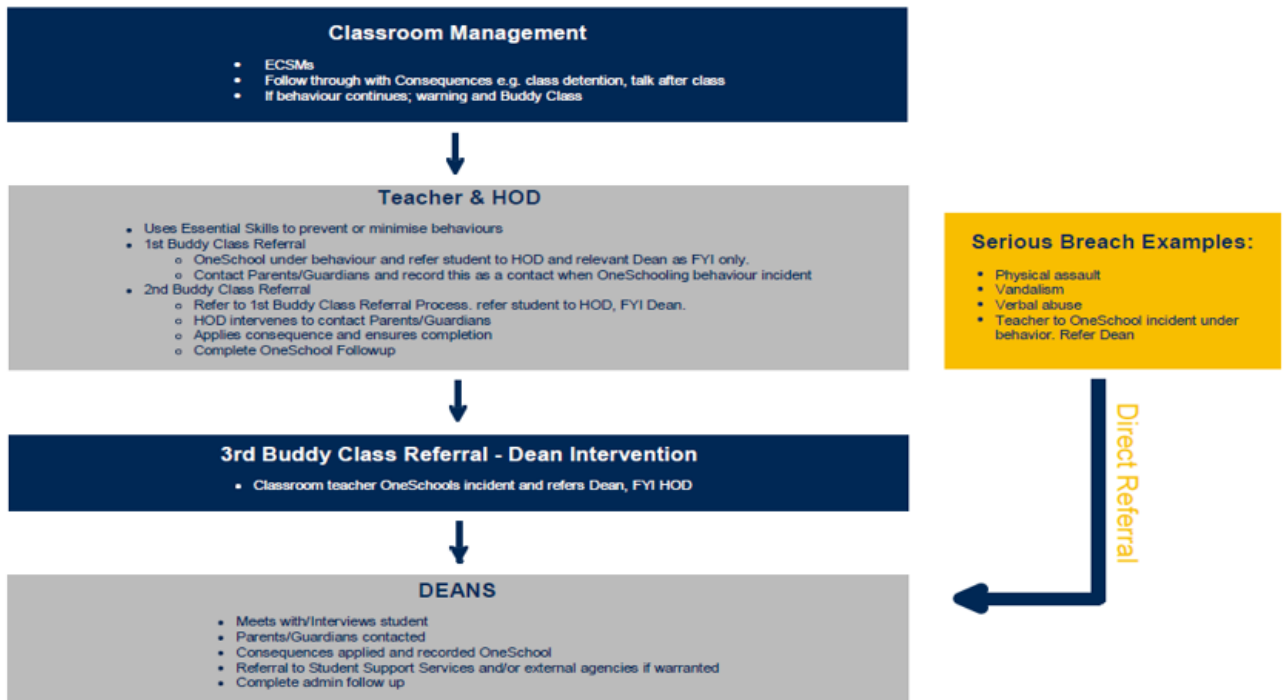 Classroom Management
• ECSMs
• Follow through with Consequences e.g. class detention, talk after class
• If behaviour continues; warning and Buddy Class
Teacher & HOD
• Uses Essential Skills to prevent or minimise behaviours
• 1st Buddy Class Referral
o OneSchool under behaviour and refer student to HOD and relevant Dean as FYI only.
o Contact Parents/Guardians and record this as a contact when OneSchooling behaviour incident
• 2nd Buddy Class Referral
o Refer to 1st Buddy Class Referral Process. refer student to HOD, FYI Dean.
o HOD intervenes to contact Parents/Guardians
o Applies consequence and ensures completion
o Complete OneSchool Followup
Serious Breach Examples:
• Physical assault
• Vandalism
• Verbal abuse
• Teacher to OneSchool incident under
behavior. Refer Dean
Direct Referral
3rd Buddy Class Referral - Dean Intervention
• Classroom teacher OneSchools incident and refers Dean, FYI HOD
DEANS
• Meets with/Interviews student
• Parents/Guardians contacted
• Consequences applied and recorded OneSchool
• Referral to Student Support Services and/or external agencies if warranted
• Complete admin follow up